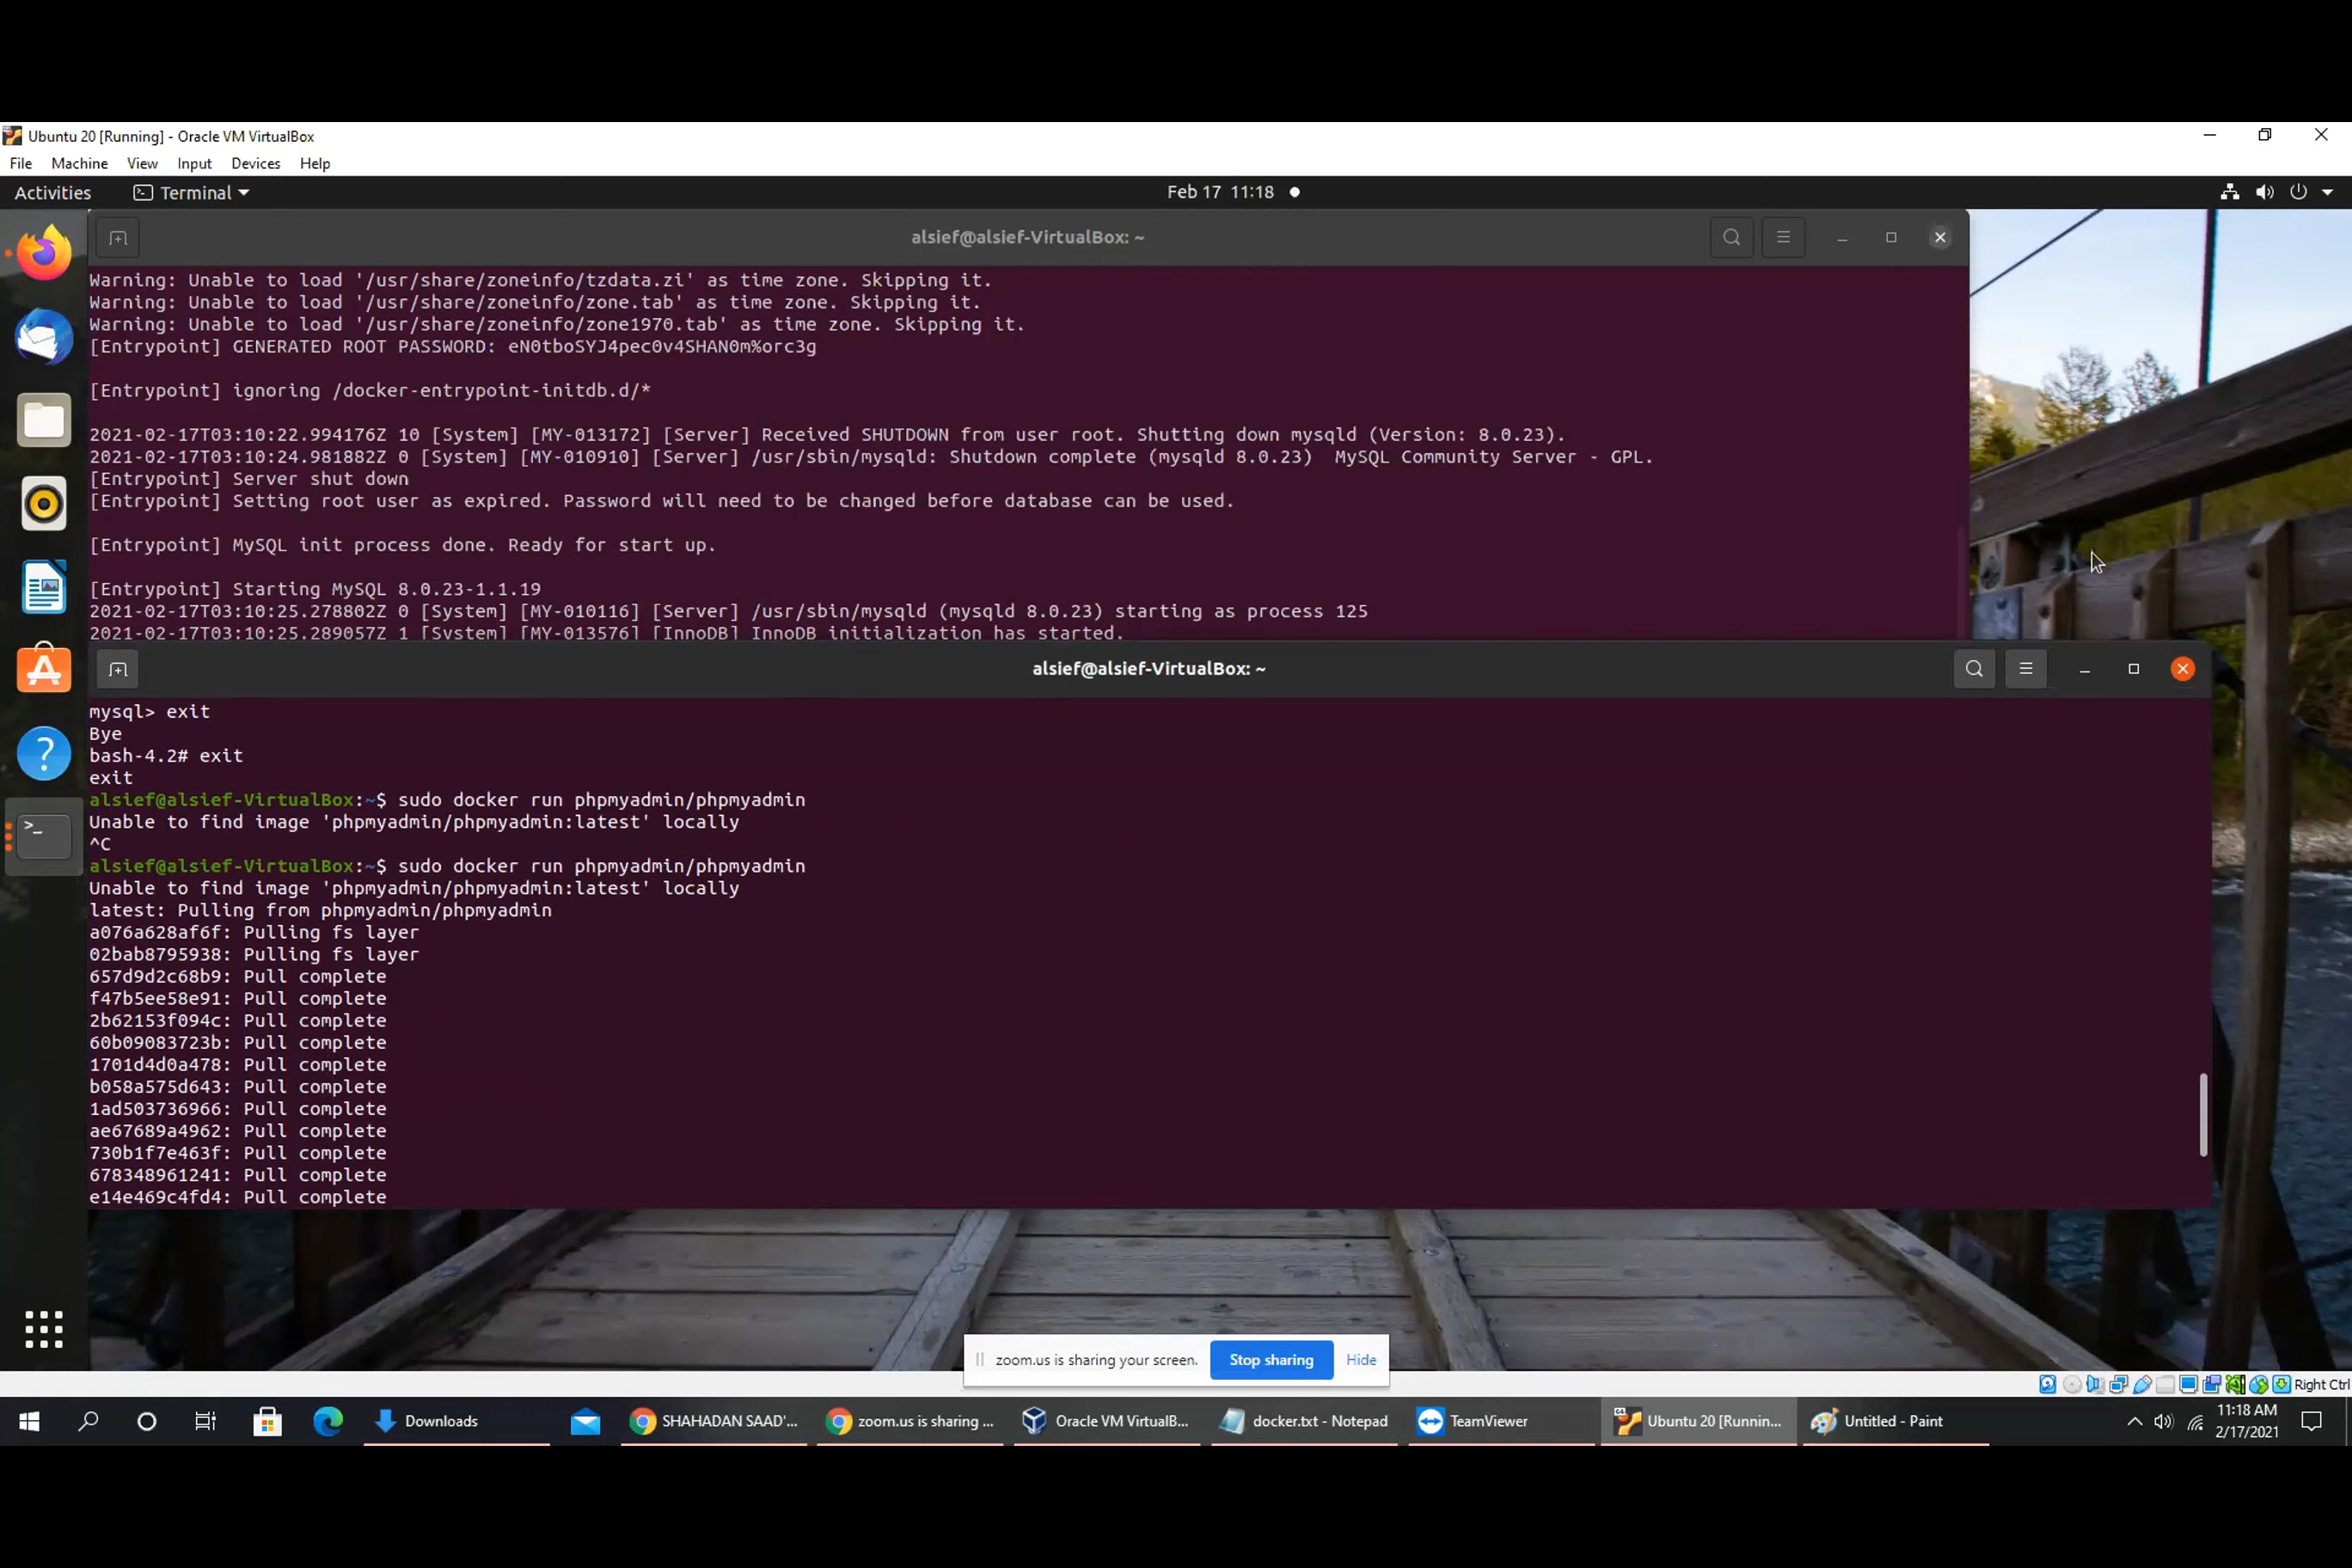 Ubuntu 20 [Running] - Oracle VM VirtualBox
File Machine View Input Devices Help
Activities Terminal Feb 17 11:18
alsief@alsief-VirtualBox: ~
Warning: Unable to load '/usr/share/zoneinfo/tzdata.zi' as time zone. Skipping it.
Warning: Unable to load '/usr/share/zoneinfo/zone.tab' as time zone. Skipping it.
Warning: Unable to load '/usr/share/zoneinfo/zone1970.tab' as time zone. Skipping it.
[Entrypoint] GENERATED ROOT PASSWORD: eN0tboSYJ4pec0v4SHAN0m%orc3g
[Entrypoint] ignoring /docker-entrypoint-initdb.d/*
2021-02-17T03:10:22.994176Z 10 [System] [MY-013172] [Server] Received SHUTDOWN from user root. Shutting down mysqld (Version: 8.0.23).
2021-02-17T03:10:24.981882Z 0 [System] [MY-010910] [Server] /usr/sbin/mysqld: Shutdown complete (mysqld 8.0.23)  MySQL Community Server - GPL.
[Entrypoint] Server shut down
[Entrypoint] Setting root user as expired. Password will need to be changed before database can be used.
[Entrypoint] MySQL init process done. Ready for start up.
[Entrypoint] Starting MySQL 8.0.23-1.1.19
2021-02-17T03:10:25.278802Z 0 [System] [MY-010116] [Server] /usr/sbin/mysqld (mysqld 8.0.23) starting as process 125
2021-02-17T03:10:25.289057Z 1 [System] [MY-013576] [InnoDB] InnoDB initialization has started.
alsief@alsief-VirtualBox: ~
mysql> exit
Bye
bash-4.2# exit
exit
alsief@alsief-VirtualBox:~$ sudo docker run phpmyadmin/phpmyadmin
Unable to find image 'phpmyadmin/phpmyadmin:latest' locally
^C
alsief@alsief-VirtualBox:~$ sudo docker run phpmyadmin/phpmyadmin
Unable to find image 'phpmyadmin/phpmyadmin:latest' locally
latest: Pulling from phpmyadmin/phpmyadmin
a076a628af6f: Pulling fs layer
02bab8795938: Pulling fs layer
657d9d2c68b9: Pull complete
f47b5ee58e91: Pull complete
2b62153f094c: Pull complete
60b09083723b: Pull complete
1701d4d0a478: Pull complete
b058a575d643: Pull complete
1ad503736966: Pull complete
ae67689a4962: Pull complete
730b1f7e463f: Pull complete
678348961241: Pull complete
e14e469c4fd4: Pull complete
zoom.us is sharing your screen. Stop sharing Hide
Right Ctrl
Downloads SHAHADAN SAAD'... zoom.us is sharing ... Oracle VM VirtualB... docker.txt - Notepad TeamViewer Ubuntu 20 [Runnin... Untitled - Paint 11:18 AM
2/17/2021